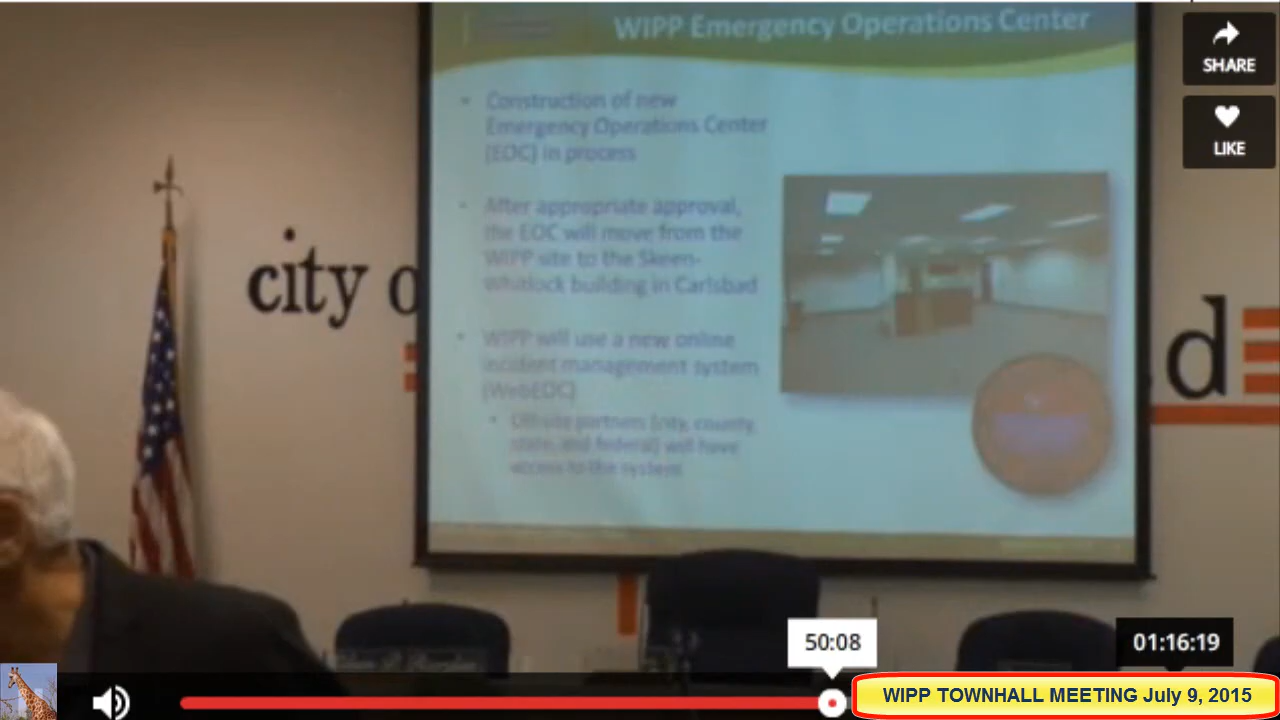 WIPP Emergency Operations Center
SHARE
LIKE
• Construction of new
Emergency Operations Center
(EOC) in process
• After appropriate approval,
the EOC will move from the
WIPP site to the Skeen-
Whitlock building in Carlsbad
• WIPP will use a new online
incident management system
(WebEOC)
• Off-site partners (city, county,
state, and federal) will have
access to the system
city o
d
50:08
01:16:19
WIPP TOWNHALL MEETING July 9, 2015